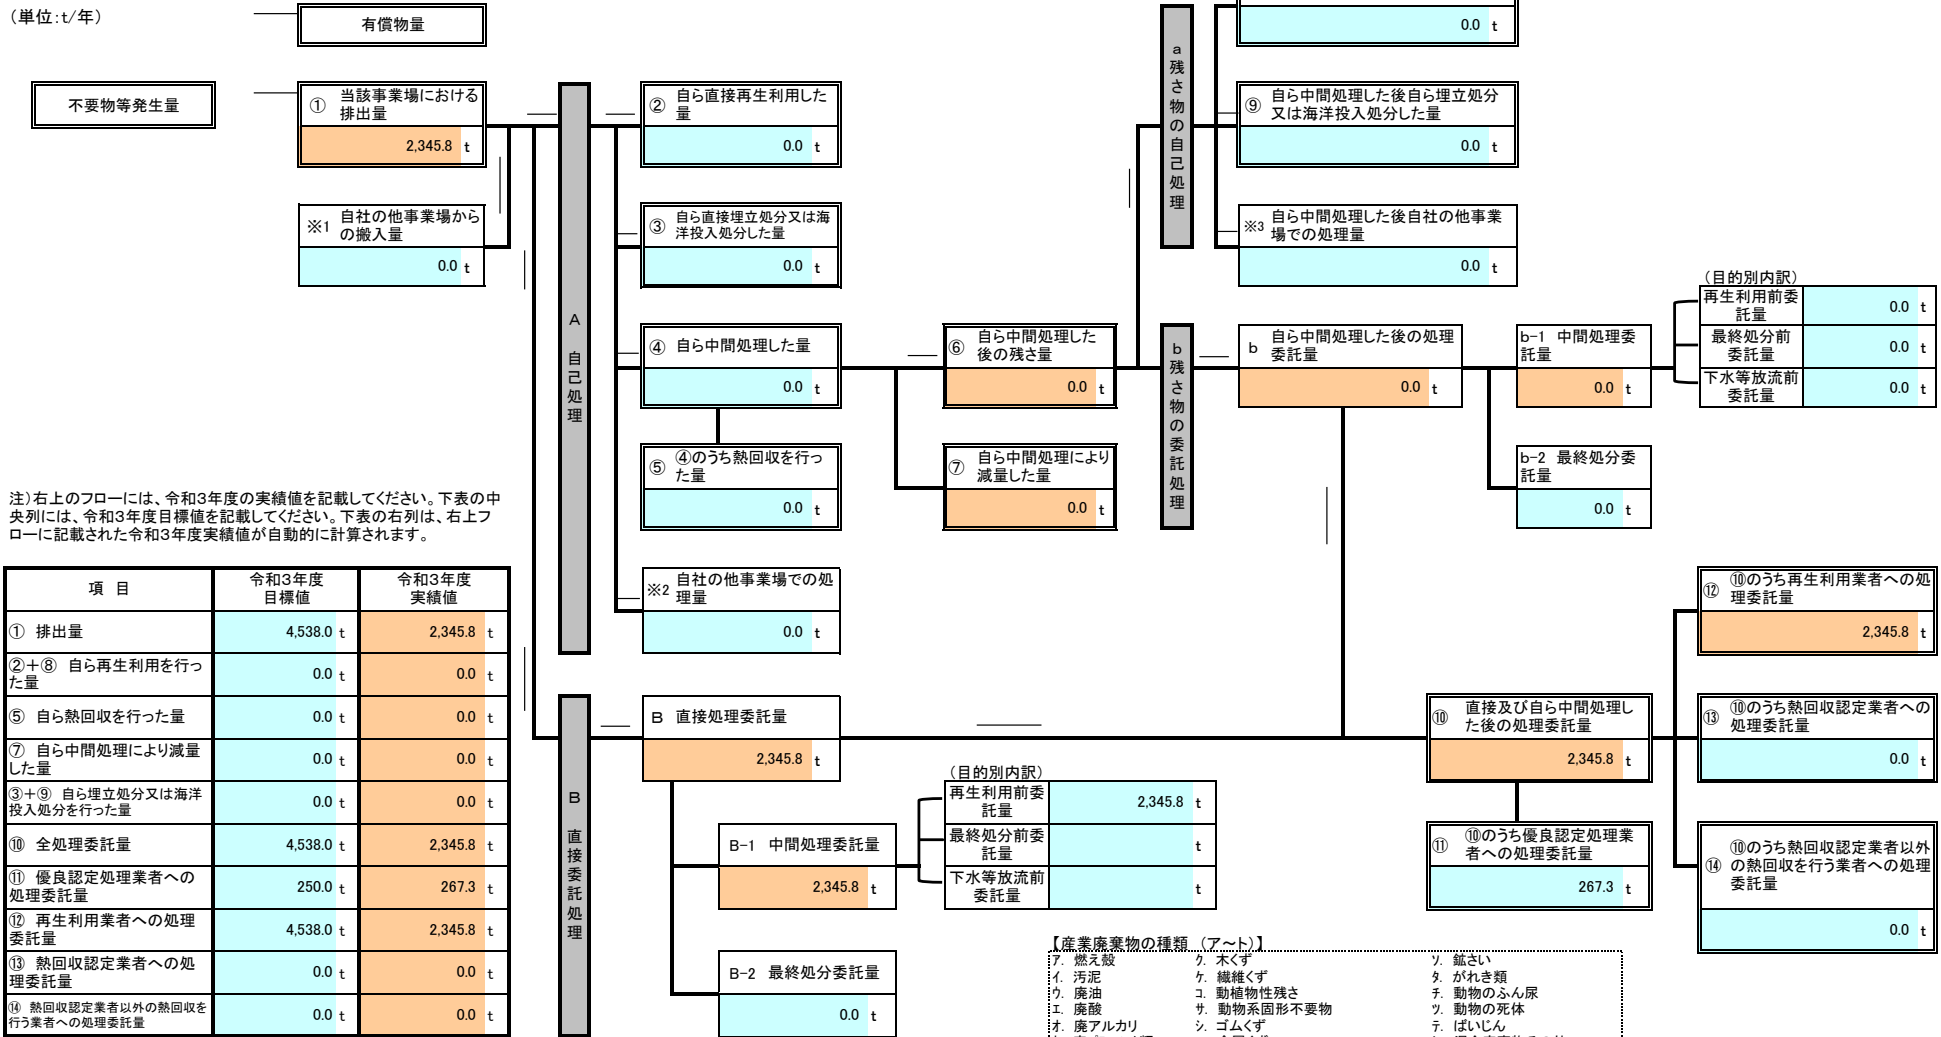 （単位：t/年）
有償物量
0.0 t
不要物等発生量
① 当該事業場における
排出量
2,345.8 t
※1 自社の他事業場から
の搬入量
0.0 t
A 自己処理
② 自ら直接再生利用した
量
0.0 t
③ 自ら直接埋立処分又は海
洋投入処分した量
0.0 t
④ 自ら中間処理した量
0.0 t
⑤ ④のうち熱回収を行っ
た量
0.0 t
※2 自社の他事業場での処
理量
0.0 t
⑥ 自ら中間処理した
後の残さ量
0.0 t
⑦ 自ら中間処理により
減量した量
0.0 t
a 残さ物の自己処理
⑨ 自ら中間処理した後自ら埋立処分
又は海洋投入処分した量
0.0 t
※3 自ら中間処理した後自社の他事業
場での処理量
0.0 t
b 残さ物の委託処理
b 自ら中間処理した後の処理
委託量
0.0 t
b-1 中間処理委
託量
0.0 t
b-2 最終処分委
託量
0.0 t
（目的別内訳）
再生利用前委
託量
0.0 t
最終処分前
委託量
0.0 t
下水等放流前
委託量
0.0 t
注）右上のフローには、令和3年度の実績値を記載してください。下表の中
央列には、令和3年度目標値を記載してください。下表の右列は、右上フ
ローに記載された令和3年度実績値が自動的に計算されます。
項 目 令和3年度 令和3年度
目標値 実績値
① 排出量 4,538.0 t 2,345.8 t
②＋⑧ 自ら再生利用を行っ
た量 0.0 t 0.0 t
⑤ 自ら熱回収を行った量 0.0 t 0.0 t
⑦ 自ら中間処理により減量
した量 0.0 t 0.0 t
③＋⑨ 自ら埋立処分又は海洋
投入処分を行った量 0.0 t 0.0 t
⑩ 全処理委託量 4,538.0 t 2,345.8 t
⑪ 優良認定処理業者への
処理委託量 250.0 t 267.3 t
⑫ 再生利用業者への処理
委託量 4,538.0 t 2,345.8 t
⑬ 熱回収認定業者への処
理委託量 0.0 t 0.0 t
⑭ 熱回収認定業者以外の熱回収を
行う業者への処理委託量 0.0 t 0.0 t
B 直接委託処理
B 直接処理委託量
2,345.8 t
B-1 中間処理委託量
2,345.8 t
B-2 最終処分委託量
0.0 t
（目的別内訳）
再生利用前委
託量
2,345.8 t
最終処分前委
託量
t
下水等放流前
委託量
t
⑩ 直接及び自ら中間処理し
た後の処理委託量
2,345.8 t
⑪ ⑩のうち優良認定処理業
者への処理委託量
267.3 t
⑫ ⑩のうち再生利用業者への処
理委託量
2,345.8 t
⑬ ⑩のうち熱回収認定業者への
処理委託量
0.0 t
⑭ ⑩のうち熱回収認定業者以外
の熱回収を行う業者への処理
委託量
0.0 t
【産業廃棄物の種類 （ア～ト）】
ア. 燃え殻 ク. 木くず ソ. 鉱さい
イ. 汚泥 ケ. 繊維くず タ. がれき類
ウ. 廃油 コ. 動植物性残さ チ. 動物のふん尿
エ. 廃酸 サ. 動物系固形不要物 ツ. 動物の死体
オ. 廃アルカリ シ. ゴムくず テ. ばいじん